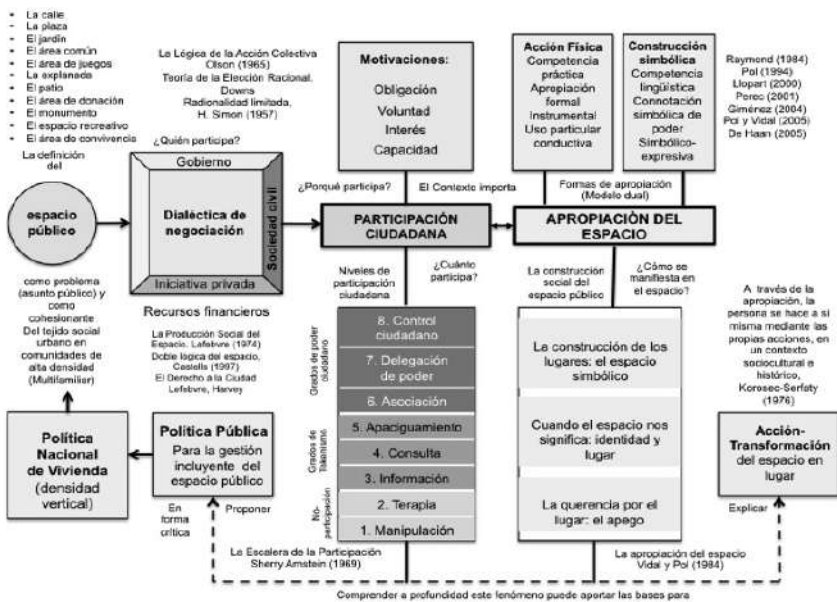 - La calle
- La plaza
- El jardín
- El área común
- El área de juegos
- La explanada
- El patio
- El área de donación
- El monumento
- El espacio recreativo
- El área de convivencia
La definición
del
espacio
público
como problema
(asunto público) y
como
cohesionante
Del tejido social
urbano en
comunidades de
alta densidad
(Multifamiliar)
Política
Nacional
de Vivienda
(densidad
vertical)
La Lógica de la Acción Colectiva
Olson (1965)
Teoría de la Elección Racional,
Downs
Radionalidad limitada,
H. Simon (1957)
¿Quién participa?
Gobierno
Dialéctica de
negociación
Sociedad civil
Iniciativa privada
Recursos financieros
La Producción Social del
Espacio, Lefebvre (1974)
Doble lógica del espacio,
Castells (1997)
El Derecho a la Ciudad
Lefebvre, Harvey
Política Pública
Para la gestión
incluyente del
espacio público
En
forma
crítica
Proponer
Motivaciones:
Obligación
Voluntad
Interés
Capacidad
¿Porqué participa?
El Contexto importa
PARTICIPACIÓN
CIUDADANA
Niveles de
participación
ciudadana
¿Cuánto
participa?
Grados de poder
ciudadano
8. Control
ciudadano
7. Delegación
de poder
6. Asociación
Grados de
Tokenismo
5. Apaciguamiento
4. Consulta
3. Información
No-
participación
2. Terapia
1. Manipulación
La Escalera de la Participación
Sherry Arnstein (1969)
Acción Física
Competencia
práctica
Apropiación
formal
Instrumental
Uso particular
conductiva
Construcción
simbólica
Competencia
lingüística
Connotación
simbólica de
poder
Simbólico-
expresiva
Raymond (1984)
Pol (1994)
Llopart (2000)
Perec (2001)
Giménez (2004)
Pol y Vidal (2005)
De Haan (2005)
Formas de apropiación
(Modelo dual)
APROPIACIÒN DEL
ESPACIO
La construcción
social del
espacio público
¿Cómo se
manifiesta en
el espacio?
La construcción de los
lugares: el espacio
simbólico
Cuando el espacio nos
significa: identidad y
lugar
La querencia por el
lugar: el apego
La apropiación del espacio
Vidal y Pol (1984)
A través de la
apropiación, la
persona se hace a sí
misma mediante las
propias acciones, en
un contexto
sociocultural e
histórico,
Korosec-Serfaty
(1976)
Acción-
Transformación
del espacio en
lugar
Explicar
Comprender a profundidad este fenómeno puede aportar las bases para